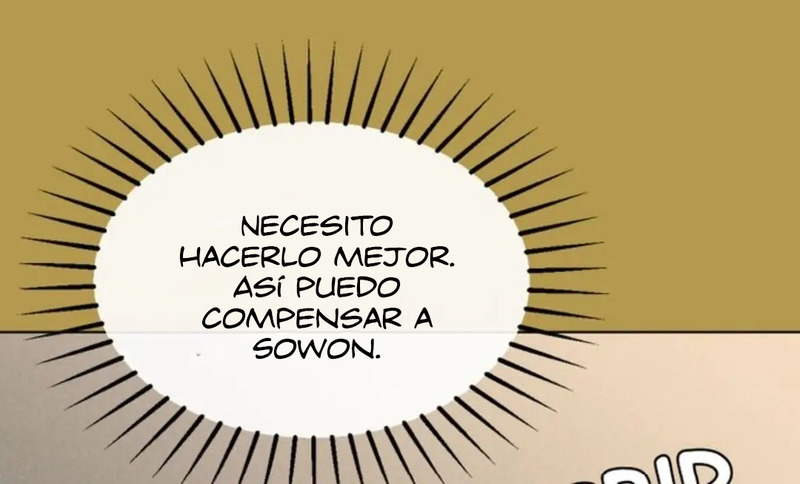 NECESITO
HACERLO MEJOR.
ASÍ PUEDO
COMPENSAR A
SOWON.